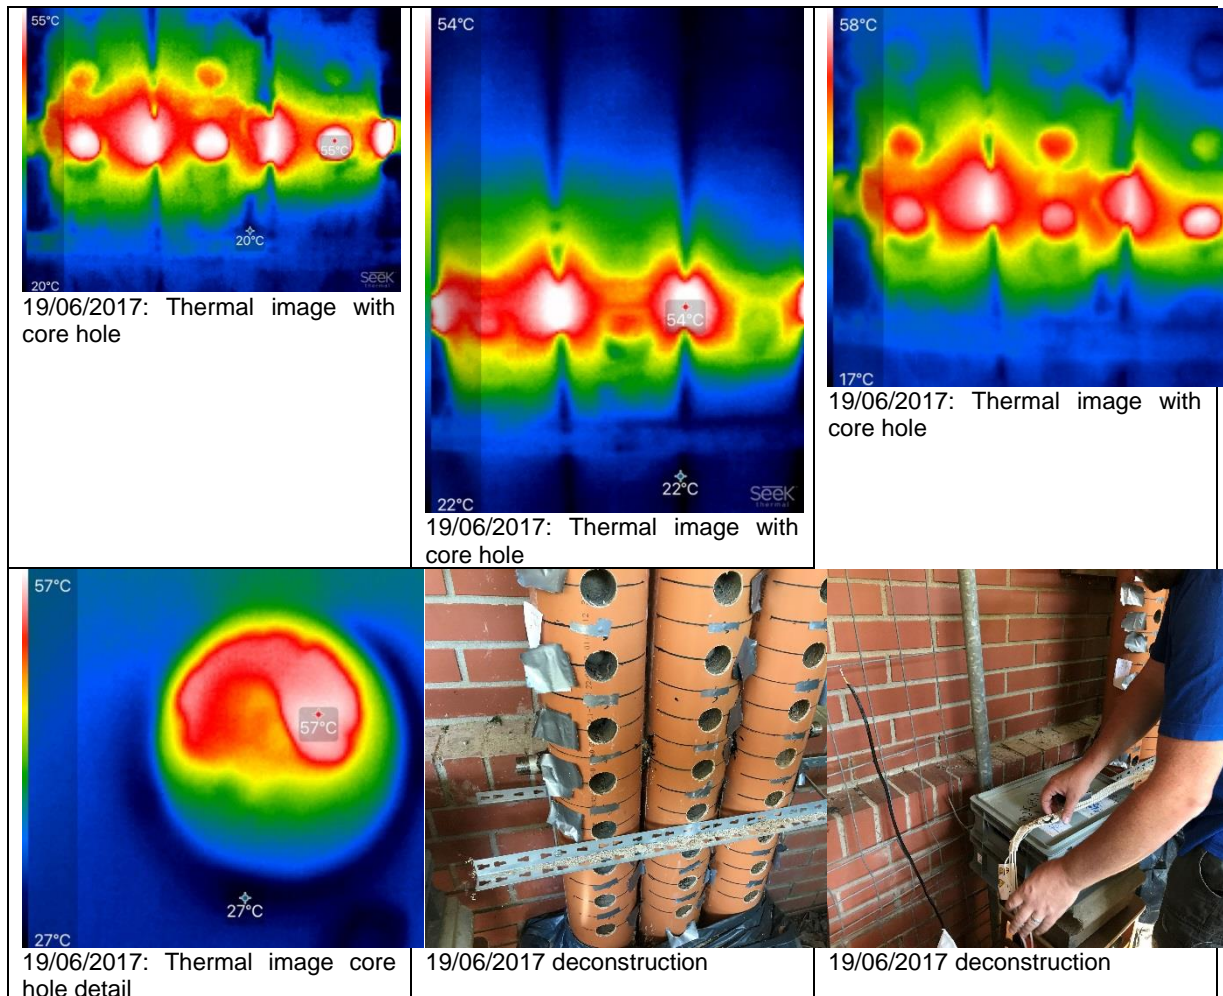 55°C
55°C
20°C
20°C
Seek
thermal
19/06/2017: Thermal image with
core hole
54°C
54°C
22°C
22°C
Seek
thermal
19/06/2017: Thermal image with
core hole
58°C
17°C
19/06/2017: Thermal image with
core hole
57°C
57°C
27°C
27°C
19/06/2017: Thermal image core
hole detail
19/06/2017 deconstruction
19/06/2017 deconstruction